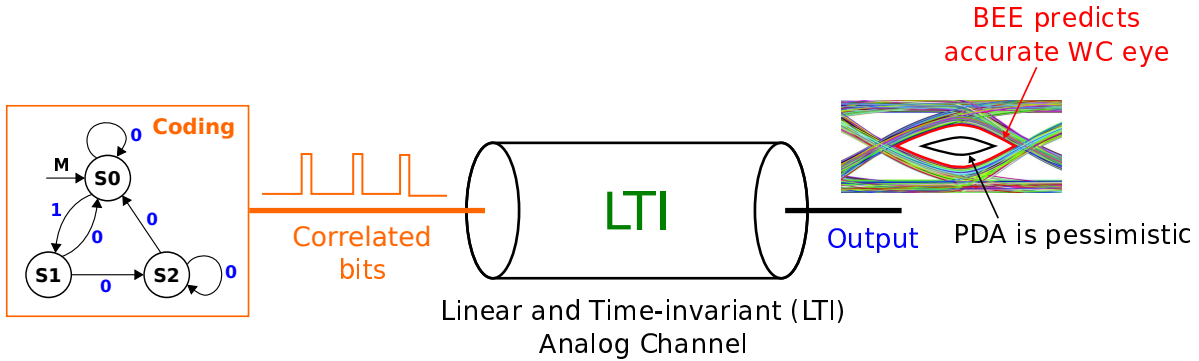 BEE predicts
accurate WC eye
Coding
0
M
S0
1
0
0
S1
S2
0
0
Correlated
bits
LTI
Output
PDA is pessimistic
Linear and Time-invariant (LTI)
Analog Channel